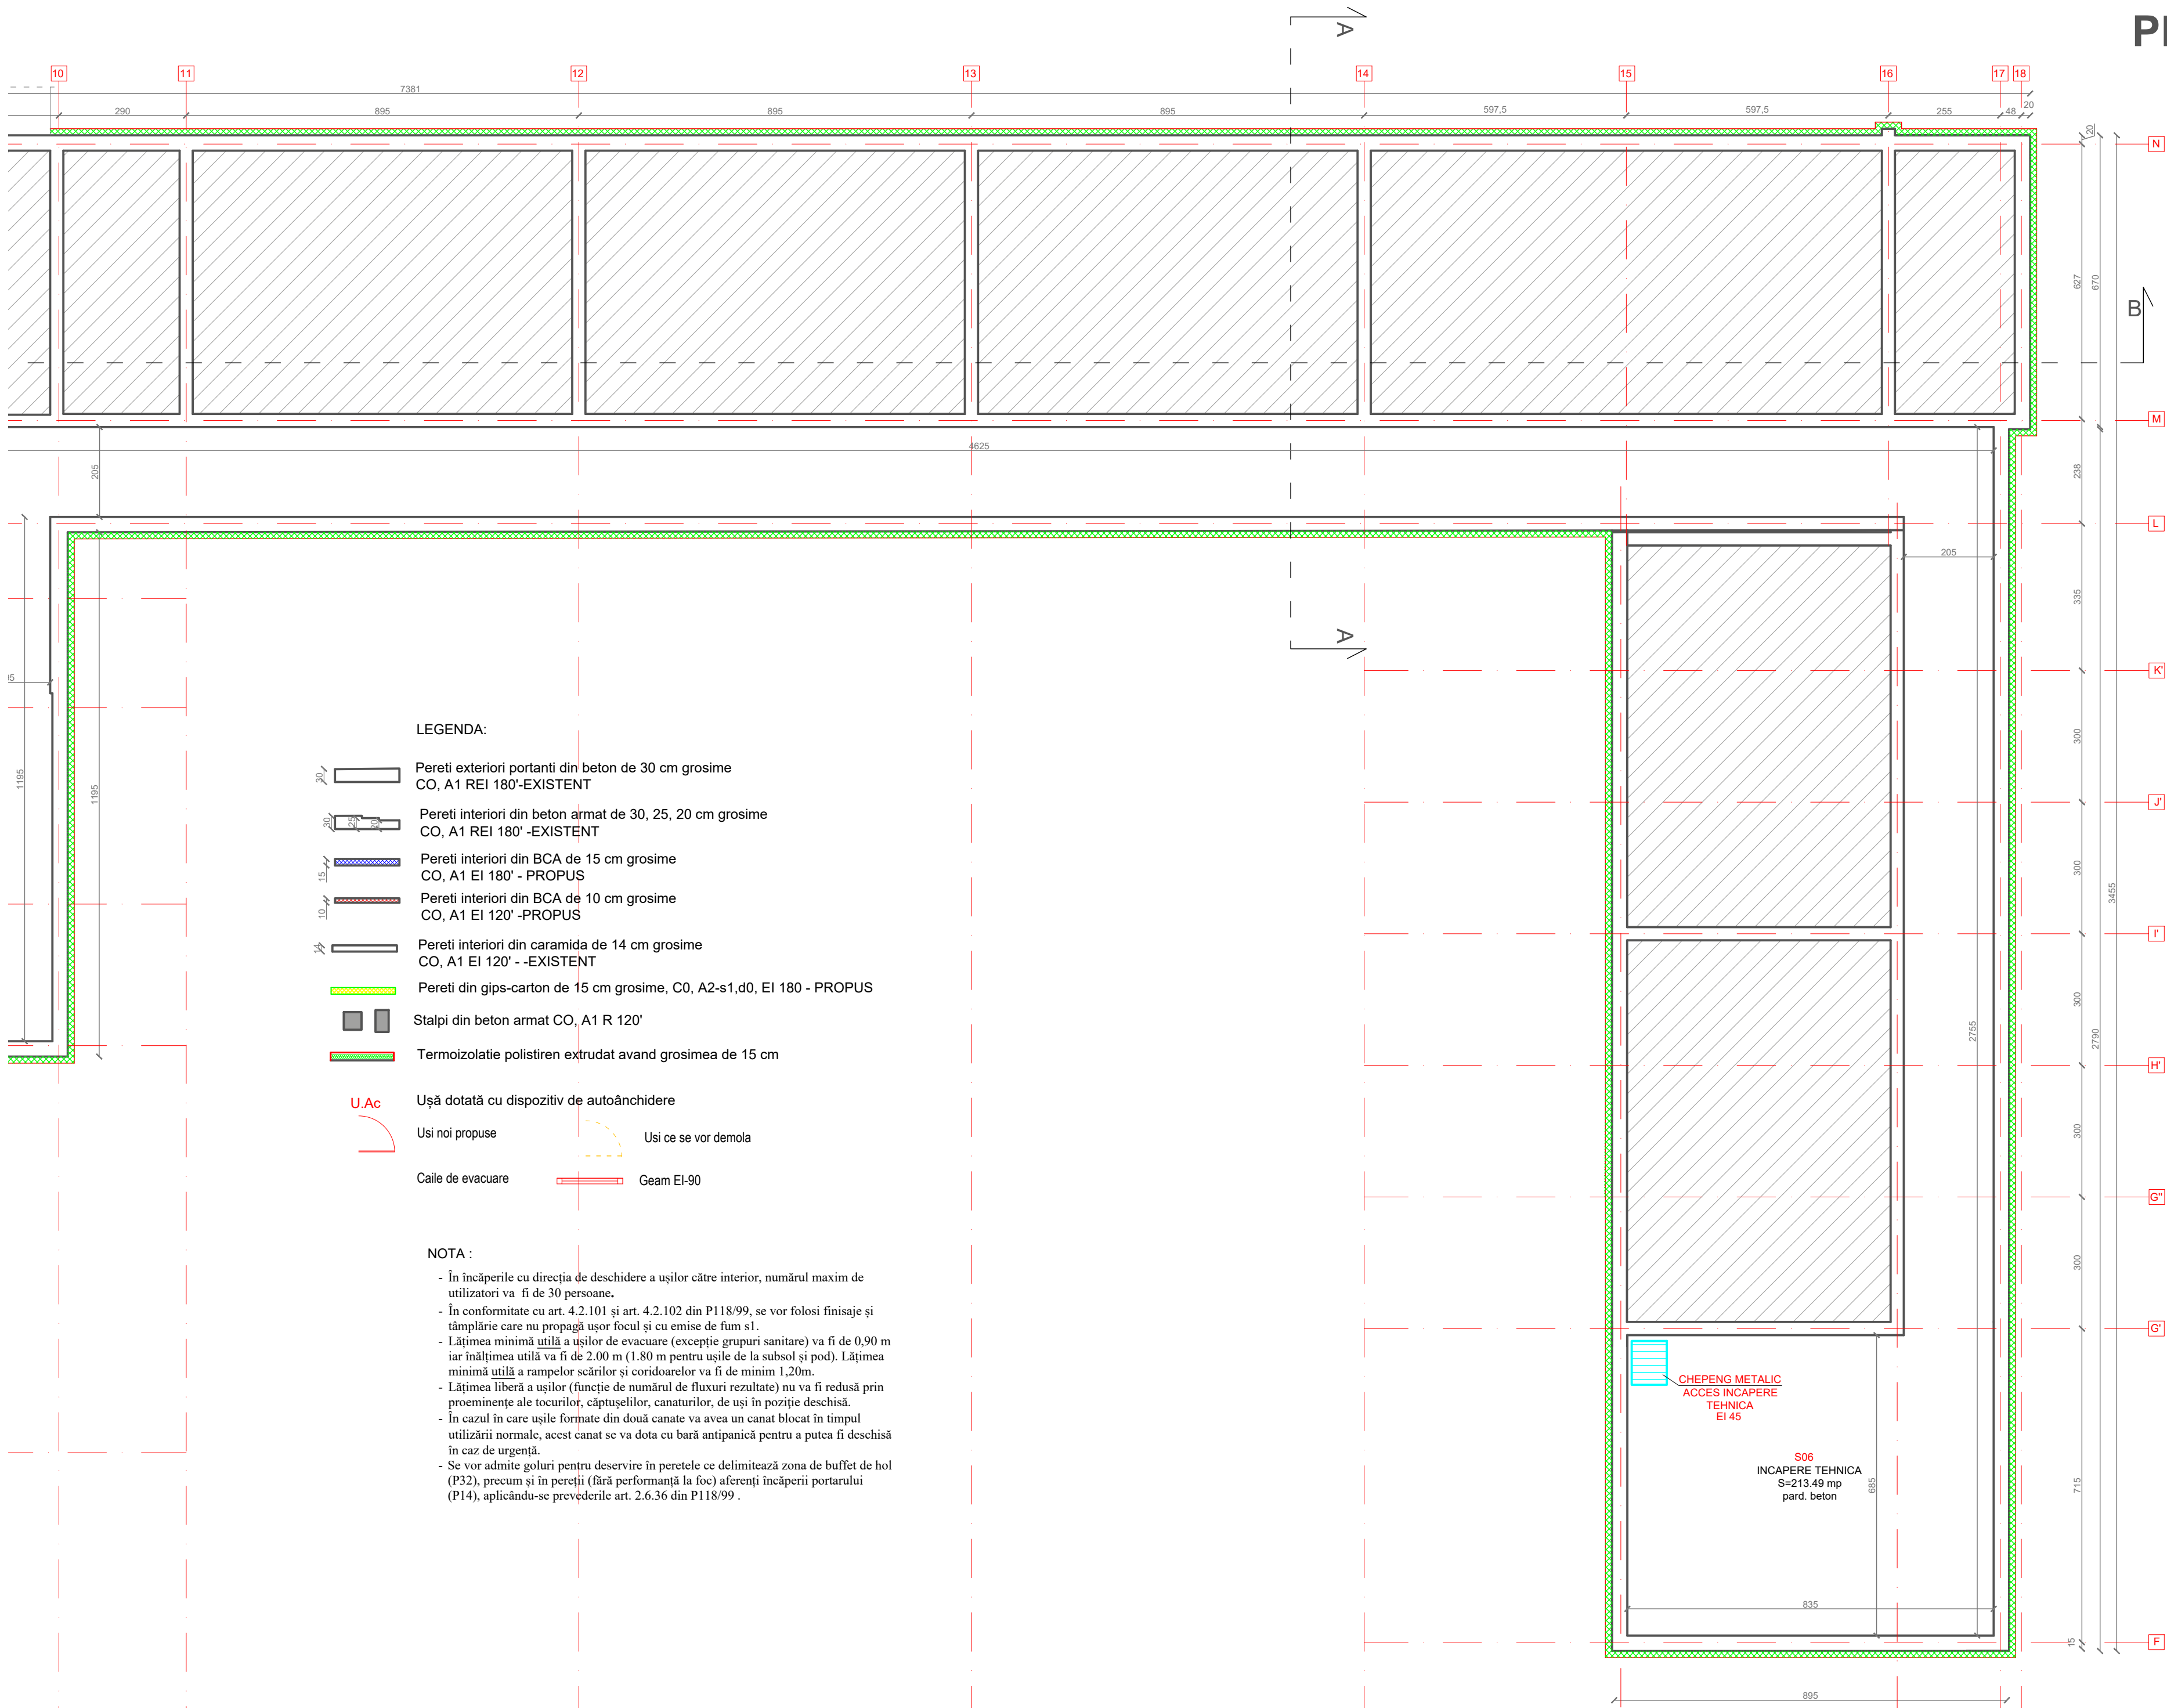 A
10
11
12
13
14
15
16
17
18
7381
290
895
895
895
597,5
597,5
255
48
20
20
N
627
670
B
M
4625
205
238
L
205
335
K'
1195
1195
LEGENDA:
30
Pereti exteriori portanti din beton de 30 cm grosime
CO, A1 REI 180'-EXISTENT
30
25
20
Pereti interiori din beton armat de 30, 25, 20 cm grosime
CO, A1 REI 180' -EXISTENT
15
Pereti interiori din BCA de 15 cm grosime
CO, A1 EI 180' - PROPUS
10
Pereti interiori din BCA de 10 cm grosime
CO, A1 EI 120' -PROPUS
14
Pereti interiori din caramida de 14 cm grosime
CO, A1 EI 120' - -EXISTENT
Pereti din gips-carton de 15 cm grosime, C0, A2-s1,d0, EI 180 - PROPUS
Stalpi din beton armat CO, A1 R 120'
Termoizolatie polistiren extrudat avand grosimea de 15 cm
U.Ac
Ușă dotată cu dispozitiv de autoânchidere
Usi noi propuse
Usi ce se vor demola
Caile de evacuare
Geam EI-90
NOTA :
- În încăperile cu direcția de deschidere a ușilor către interior, numărul maxim de
utilizatori va fi de 30 persoane.
- În conformitate cu art. 4.2.101 și art. 4.2.102 din P118/99, se vor folosi finisaje și
tâmplărie care nu propagă ușor focul și cu emise de fum s1.
- Lățimea minimă utilă a ușilor de evacuare (excepție grupuri sanitare) va fi de 0,90 m
iar înălțimea utilă va fi de 2.00 m (1.80 m pentru ușile de la subsol și pod). Lățimea
minimă utilă a rampelor scărilor și coridoarelor va fi de minim 1,20m.
- Lățimea liberă a ușilor (funcție de numărul de fluxuri rezultate) nu va fi redusă prin
proeminențe ale tocurilor, căptușelilor, canaturilor, de uși în poziție deschisă.
- În cazul în care ușile formate din două canate va avea un canat blocat în timpul
utilizării normale, acest canat se va dota cu bară antipanică pentru a putea fi deschisă
în caz de urgență.
- Se vor admite goluri pentru deservire în peretele ce delimitează zona de buffet de hol
(P32), precum și în pereții (fără performanță la foc) aferenți încăperii portarului
(P14), aplicându-se prevederile art. 2.6.36 din P118/99 .
A
300
J'
300
I'
3455
300
2755
2790
H'
300
G''
300
G'
CHEPENG METALIC
ACCES INCAPERE
TEHNICA
EI 45
S06
INCAPERE TEHNICA
S=213.49 mp
pard. beton
685
715
835
15
F
895